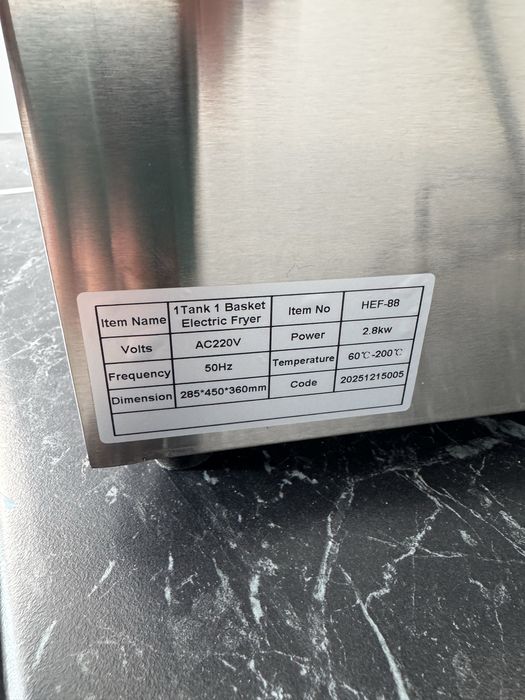 Item Name 1Tank 1 Basket Electric Fryer Item No HEF-88
Volts AC220V Power 2.8kw
Frequency 50Hz Temperature 60℃-200℃
Dimension 285*450*360mm Code 20251215005